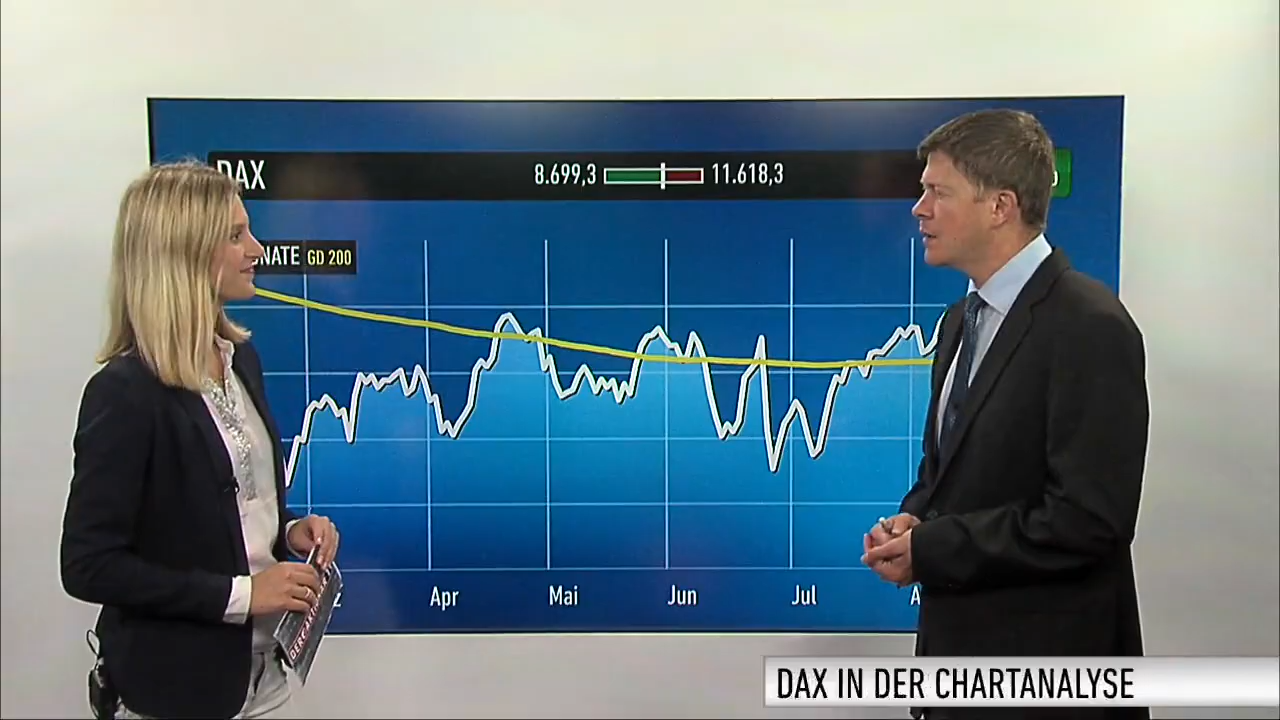 DAX
8.699,3
11.618,3
GD 200
Apr
Mai
Jun
Jul
DAX IN DER CHARTANALYSE